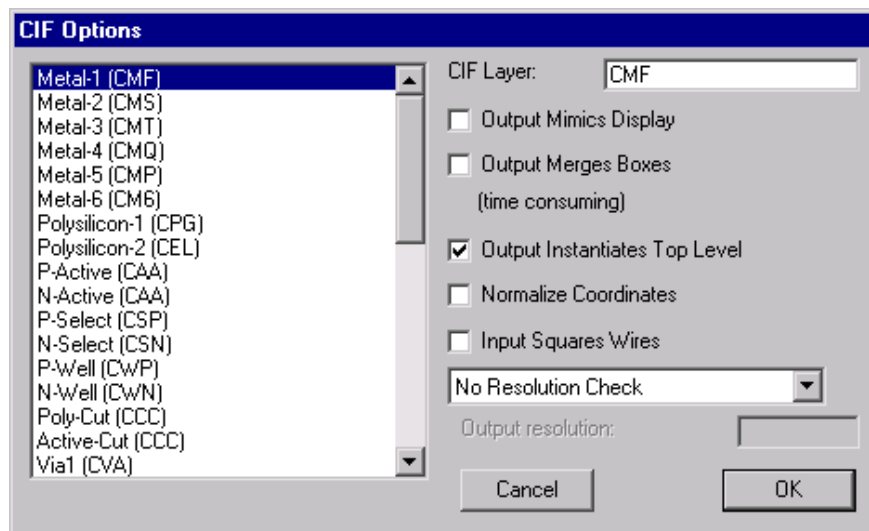 CIF Options
Metal-1 (CMF)
Metal-2 (CMS)
Metal-3 (CMT)
Metal-4 (CMQ)
Metal-5 (CMP)
Metal-6 (CM6)
Polysilicon-1 (CPG)
Polysilicon-2 (CEL)
P-Active (CAA)
N-Active (CAA)
P-Select (CSP)
N-Select (CSN)
P-Well (CWP)
N-Well (CWN)
Poly-Cut (CCC)
Active-Cut (CCC)
Via1 (CVA)
CIF Layer: CMF
Output Mimics Display
Output Merges Boxes
(time consuming)
Output Instantiates Top Level
Normalize Coordinates
Input Squares Wires
No Resolution Check
Output resolution:
Cancel OK